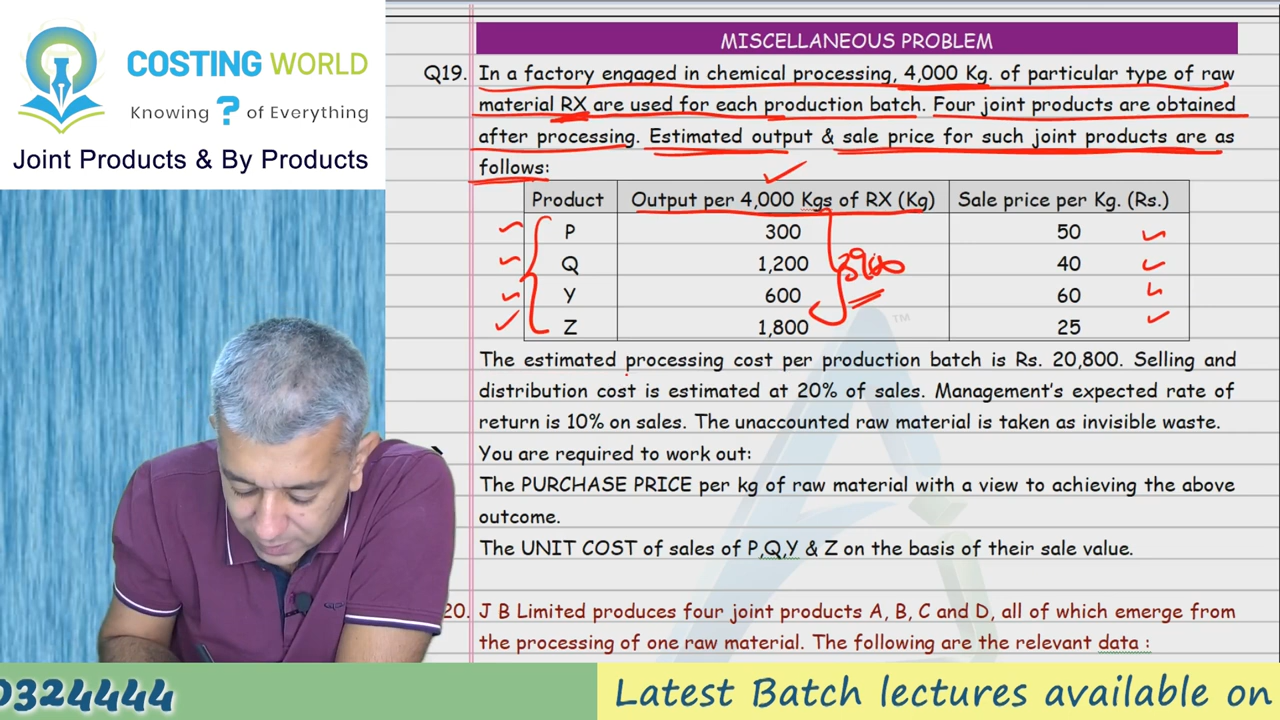 COSTING WORLD
Knowing ? of Everything
Joint Products & By Products
MISCELLANEOUS PROBLEM
Q19. In a factory engaged in chemical processing, 4,000 Kg. of particular type of raw
material RX are used for each production batch. Four joint products are obtained
after processing. Estimated output & sale price for such joint products are as
follows:
Product Output per 4,000 Kgs of RX (Kg) Sale price per Kg. (Rs.)
P 300 50
Q 1,200 40
3900
Y 600 60
Z 1,800 25
TM
The estimated processing cost per production batch is Rs. 20,800. Selling and
distribution cost is estimated at 20% of sales. Management's expected rate of
return is 10% on sales. The unaccounted raw material is taken as invisible waste.
You are required to work out:
The PURCHASE PRICE per kg of raw material with a view to achieving the above
outcome.
The UNIT COST of sales of P,Q,Y & Z on the basis of their sale value.
20. J B Limited produces four joint products A, B, C and D, all of which emerge from
the processing of one raw material. The following are the relevant data :
0324444
Latest Batch lectures available on